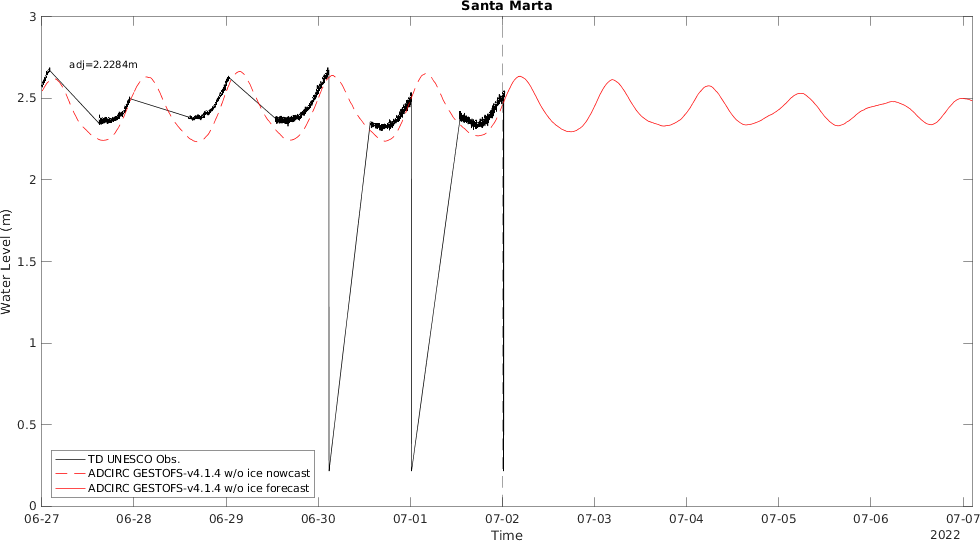 Santa Marta
adj=2.2284m
3
2.5
2
1.5
1
0.5
0
Water Level (m)
TD UNESCO Obs.
ADCIRC GESTOFS-v4.1.4 w/o ice nowcast
ADCIRC GESTOFS-v4.1.4 w/o ice forecast
06-27 06-28 06-29 06-30 07-01 07-02 07-03 07-04 07-05 07-06 07-07
Time
2022